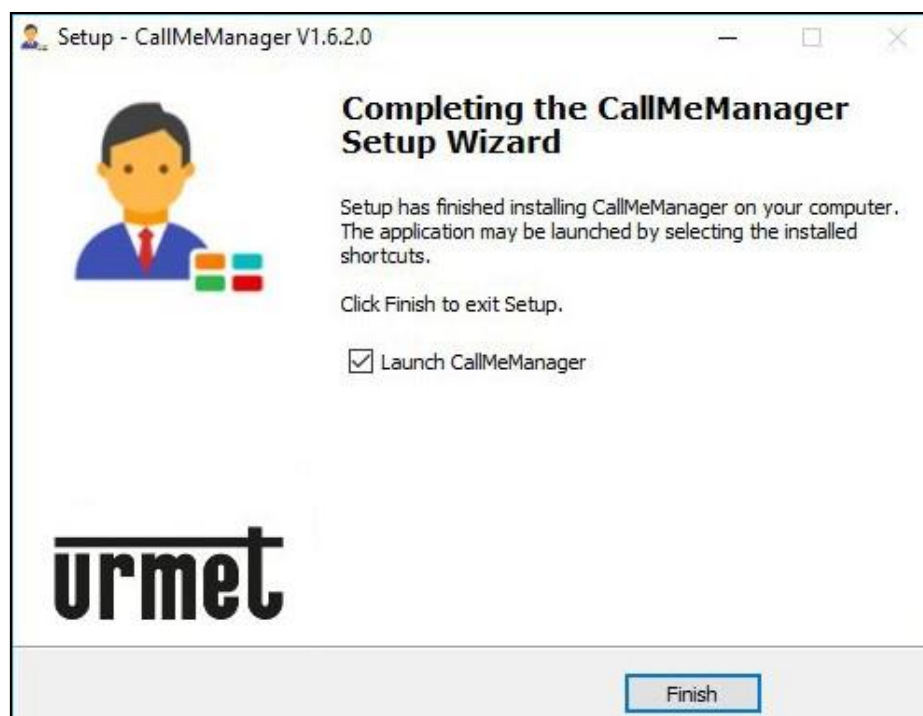 Setup - CallMeManager V1.6.2.0
Completing the CallMeManager
Setup Wizard
Setup has finished installing CallMeManager on your computer.
The application may be launched by selecting the installed
shortcuts.
Click Finish to exit Setup.
Launch CallMeManager
urmet
Finish